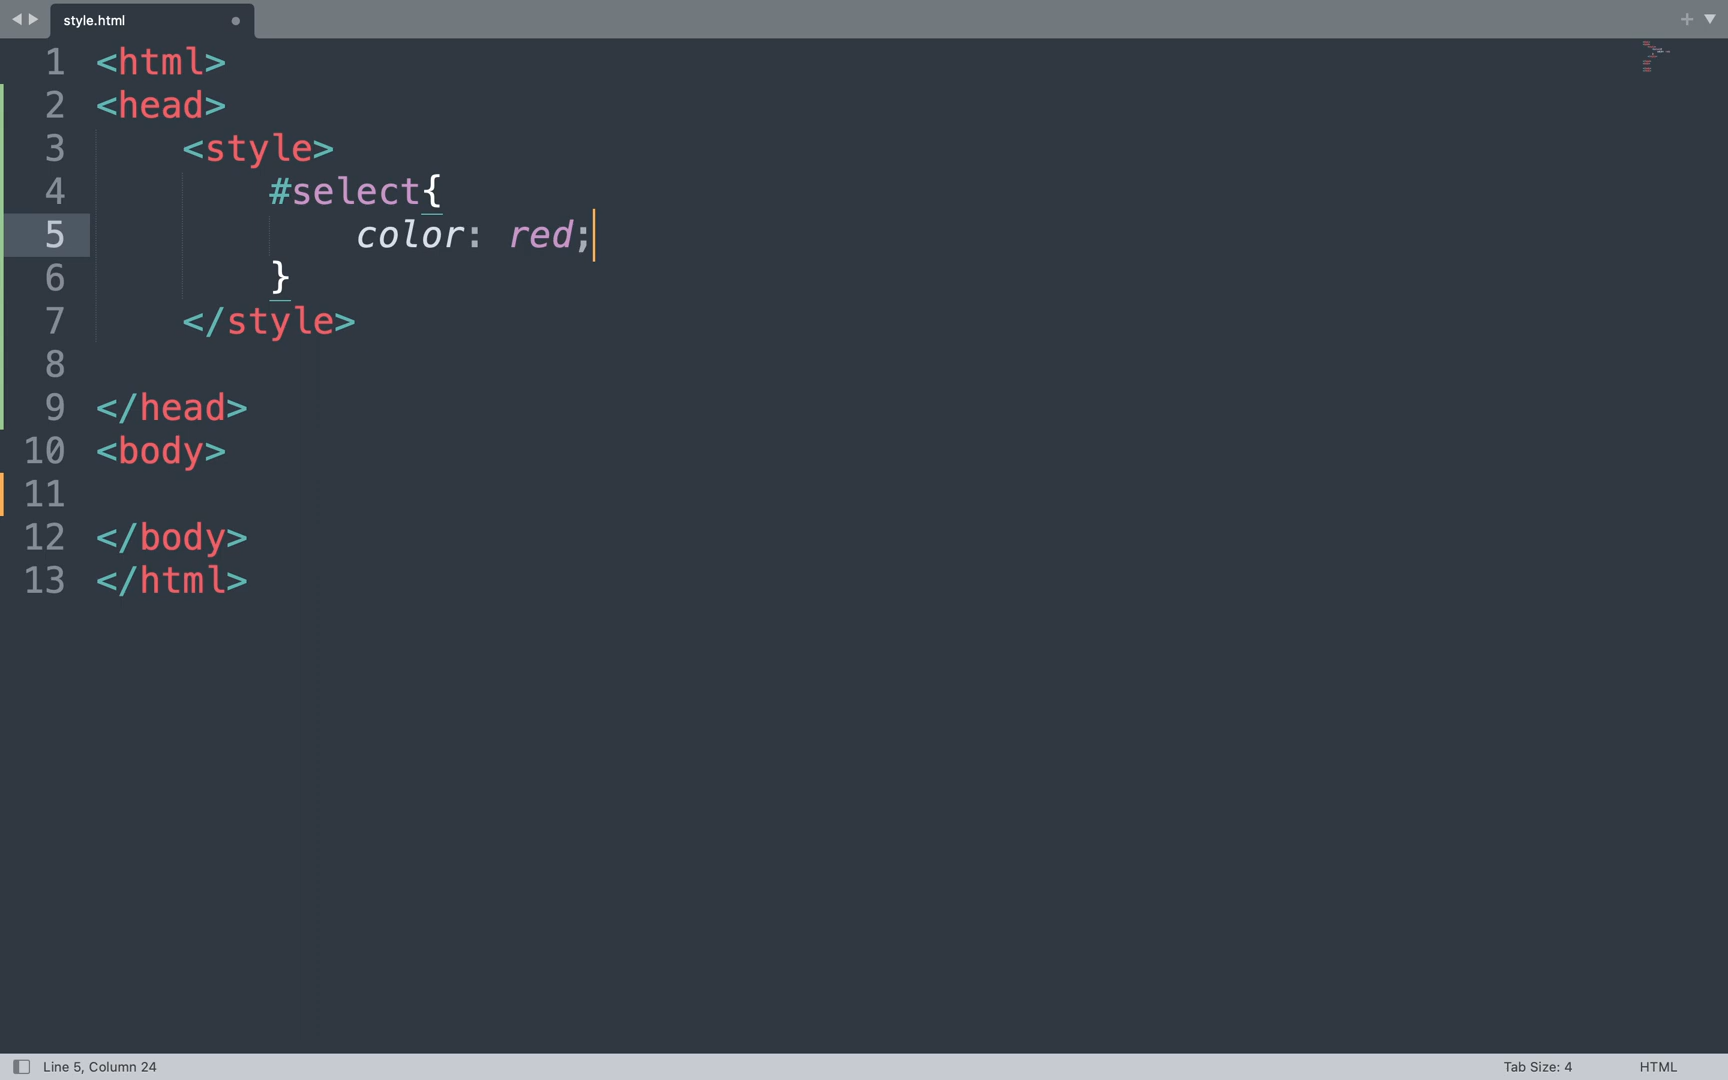 style.html
1 <html>
2 <head>
3 <style>
4 #select{
5 color: red;
6 }
7 </style>
8
9 </head>
10 <body>
11
12 </body>
13 </html>
Line 5, Column 24 Tab Size: 4 HTML